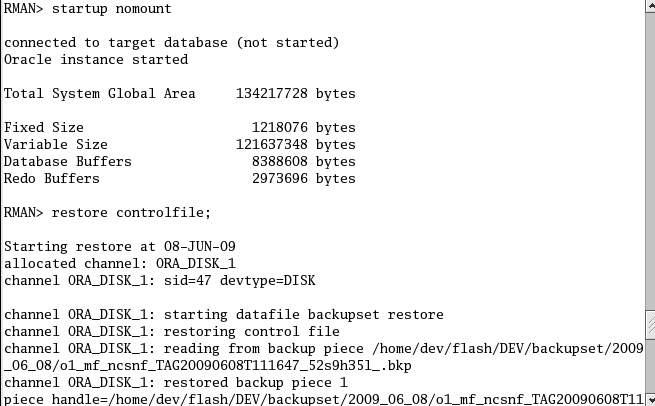 RMAN> startup nomount
connected to target database (not started)
Oracle instance started
Total System Global Area     134217728 bytes
Fixed Size                     1218076 bytes
Variable Size                121637348 bytes
Database Buffers               8388608 bytes
Redo Buffers                   2973696 bytes
RMAN> restore controlfile;
Starting restore at 08-JUN-09
allocated channel: ORA_DISK_1
channel ORA_DISK_1: sid=47 devtype=DISK
channel ORA_DISK_1: starting datafile backupset restore
channel ORA_DISK_1: restoring control file
channel ORA_DISK_1: reading from backup piece /home/dev/flash/DEV/backupset/2009
_06_08/o1_mf_ncsnf_TAG20090608T111647_52s9h35l_.bkp
channel ORA_DISK_1: restored backup piece 1
piece handle=/home/dev/flash/DEV/backupset/2009_06_08/o1_mf_ncsnf_TAG20090608T11